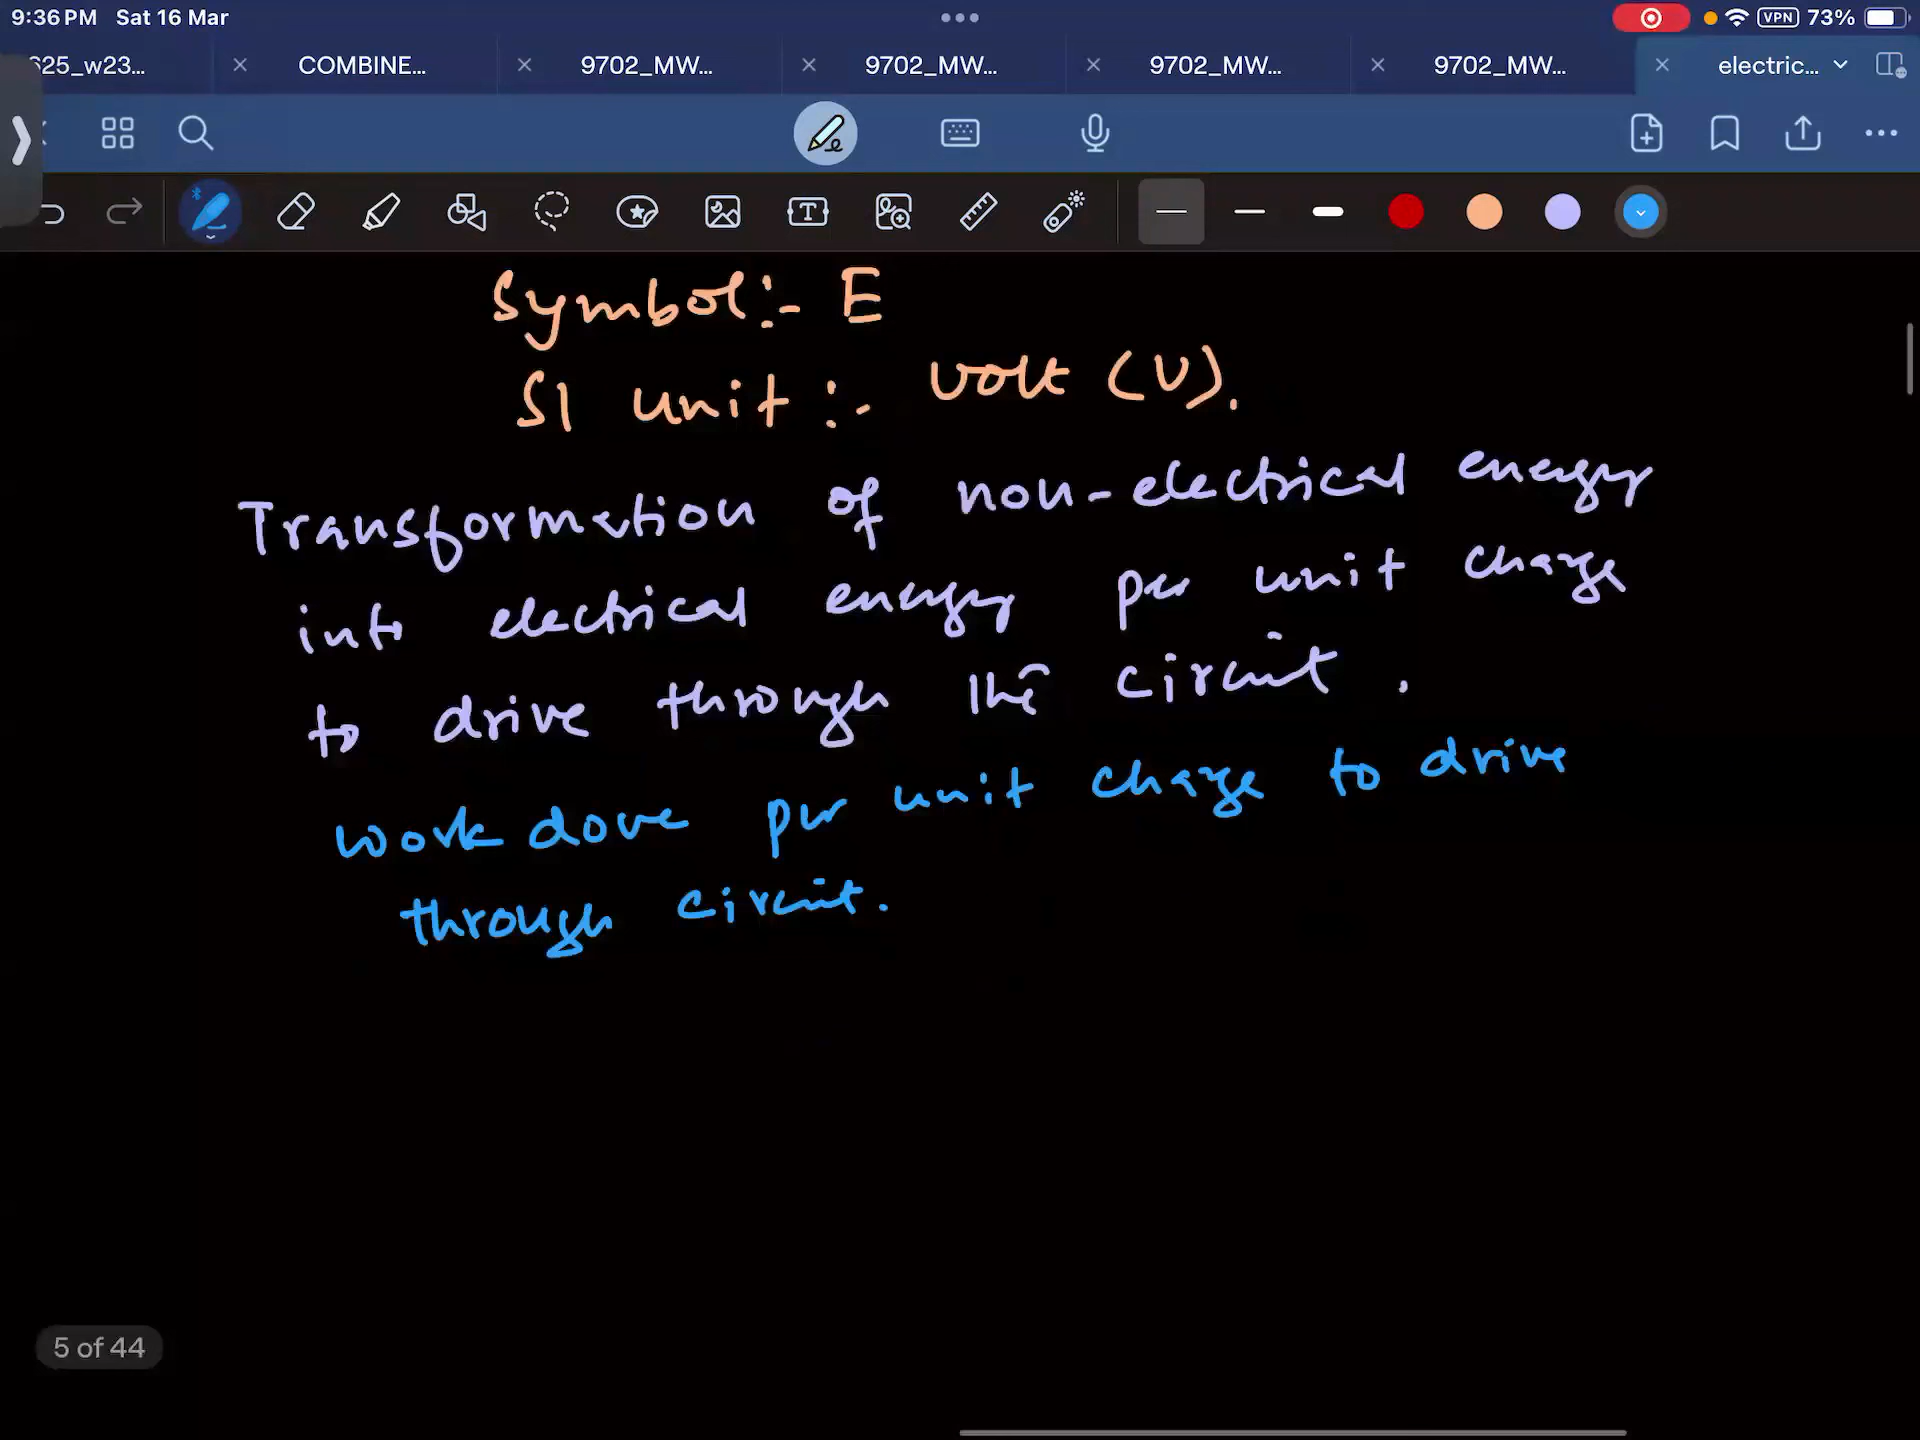 9:36 PM Sat 16 Mar
VPN 73%
625_w23... COMBINE... 9702_MW... 9702_MW... 9702_MW... 9702_MW... electric...
Symbol:- E
SI unit :- volt (V).
Transformation of non-electrical energy
into electrical energy per unit charge
to drive through the circuit.
work done per unit charge to drive
through circuit.
5 of 44